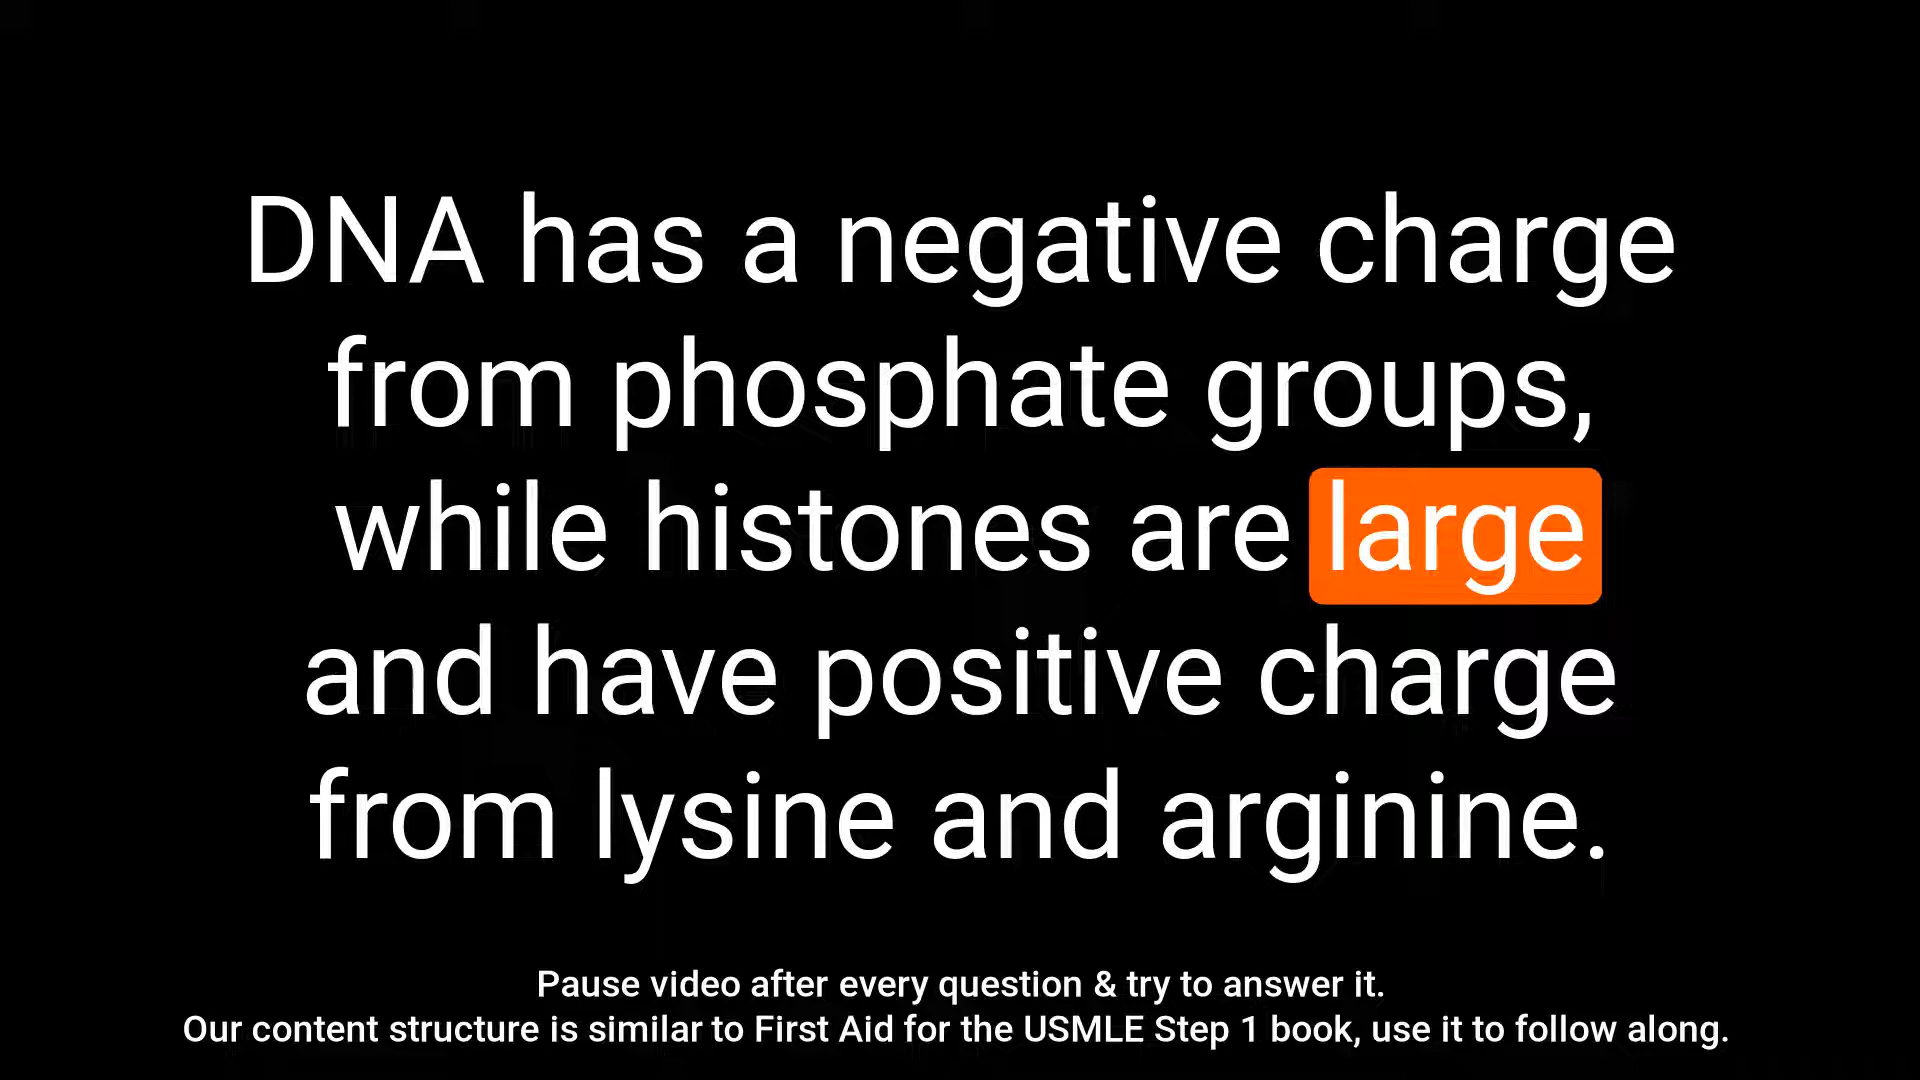 DNA has a negative charge
from phosphate groups,
while histones are large
and have positive charge
from lysine and arginine.
Pause video after every question & try to answer it.
Our content structure is similar to First Aid for the USMLE Step 1 book, use it to follow along.